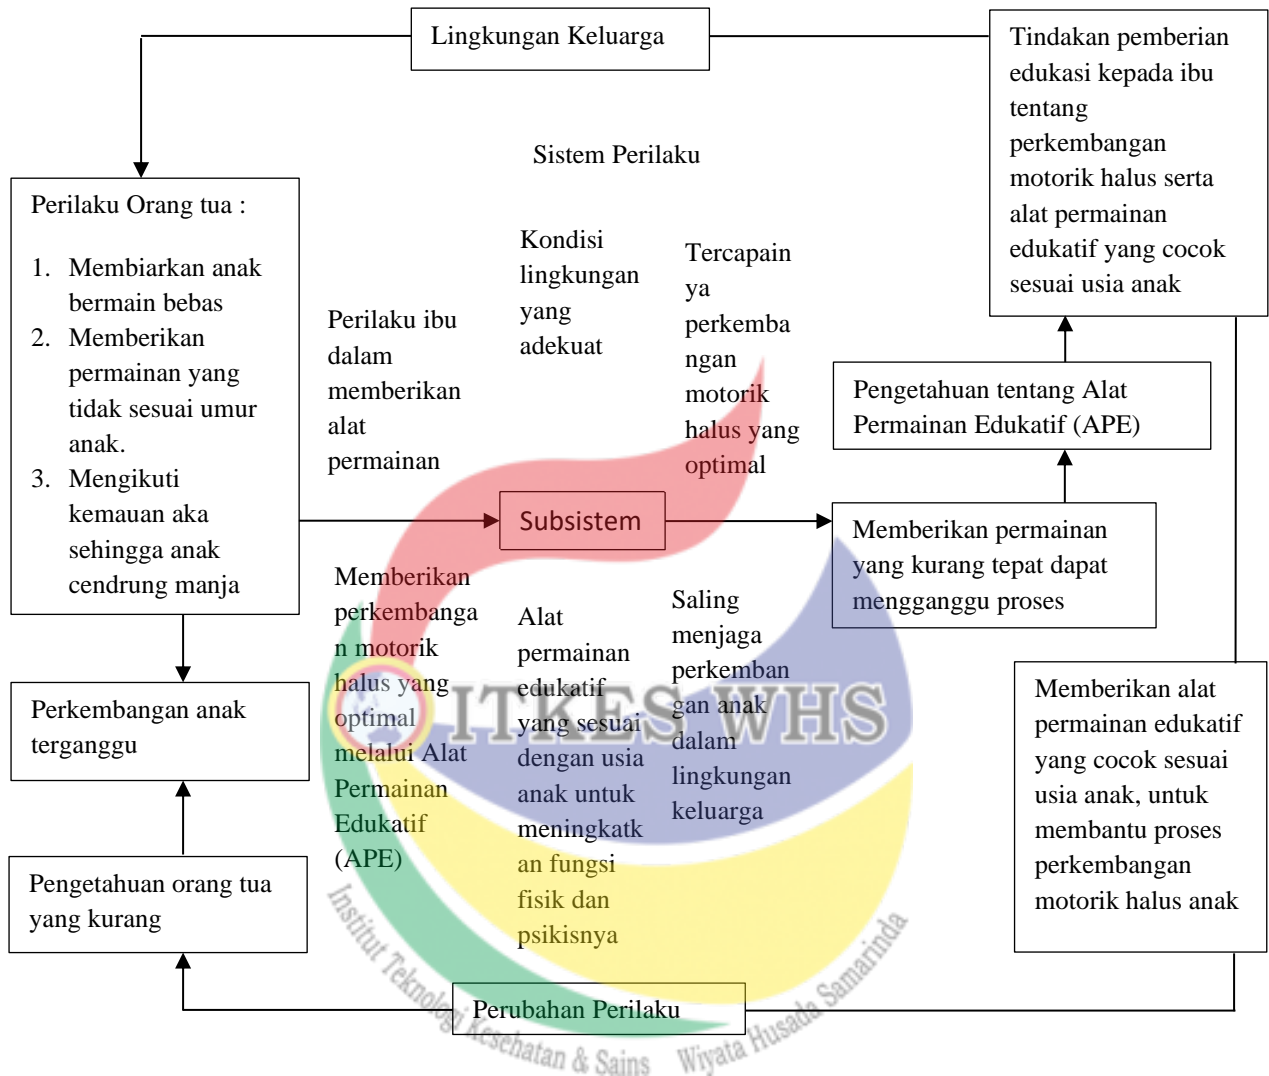 Lingkungan Keluarga
Tindakan pemberian
edukasi kepada ibu
tentang
perkembangan
motorik halus serta
alat permainan
edukatif yang cocok
sesuai usia anak
Sistem Perilaku
Perilaku Orang tua :
1. Membiarkan anak
bermain bebas
2. Memberikan
permainan yang
tidak sesuai umur
anak.
3. Mengikuti
kemauan aka
sehingga anak
cendrung manja
Perilaku ibu
dalam
memberikan
alat
permainan
Kondisi
lingkungan
yang
adekuat
Tercapain
ya
perkemba
ngan
motorik
halus yang
optimal
Pengetahuan tentang Alat
Permainan Edukatif (APE)
Subsistem
Memberikan permainan
yang kurang tepat dapat
mengganggu proses
Memberikan
perkembanga
n motorik
halus yang
optimal
melalui Alat
Permainan
Edukatif
(APE)
Alat
permainan
edukatif
yang sesuai
dengan usia
anak untuk
meningkatk
an fungsi
fisik dan
psikisnya
Saling
menjaga
perkemban
gan anak
dalam
lingkungan
keluarga
Perkembangan anak
terganggu
Memberikan alat
permainan edukatif
yang cocok sesuai
usia anak, untuk
membantu proses
perkembangan
motorik halus anak
Pengetahuan orang tua
yang kurang
Perubahan Perilaku
ITKES WHS
Institut Teknologi Kesehatan & Sains Wiyata Husada Samarinda